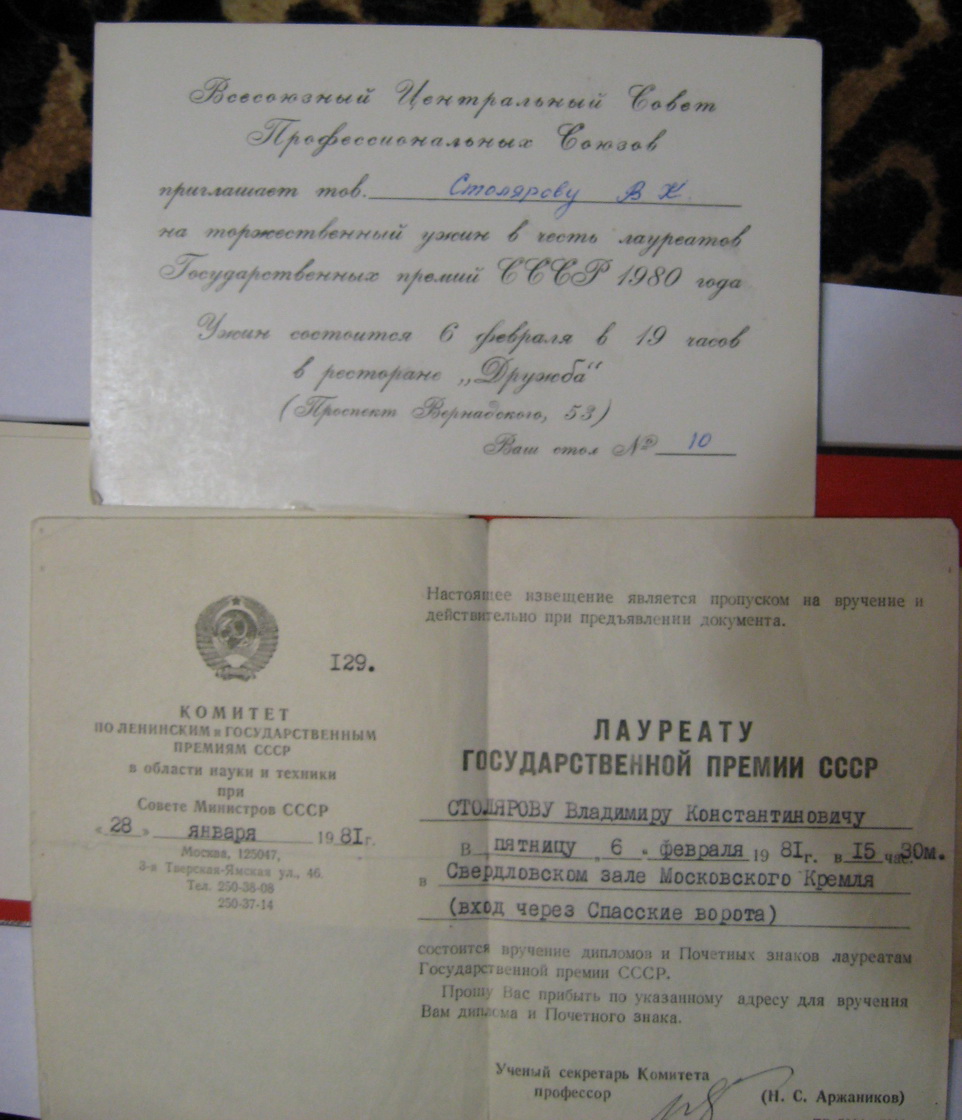 Всесоюзный Центральный Совет
Профессиональных Союзов
приглашает тов. Столярову В К.
на торжественный ужин в честь лауреатов
Государственных премий СССР 1980 года
Ужин состоится 6 февраля в 19 часов
в ресторане „Дружба“
(Проспект Вернадского, 53)
Ваш стол № 10
129.
КОМИТЕТ
ПО ЛЕНИНСКИМ и ГОСУДАРСТВЕННЫМ
ПРЕМИЯМ СССР
в области науки и техники
при
Совете Министров СССР
«28» января 1981г.
Москва, 125047,
3-я Тверская-Ямская ул., 46.
Тел. 250-38-08
250-37-14
Настоящее извещение является пропуском на вручение и
действительно при предъявлении документа.
ЛАУРЕАТУ
ГОСУДАРСТВЕННОЙ ПРЕМИИ СССР
СТОЛЯРОВУ Владимиру Константиновичу
в пятницу „6“ февраля 1981г. в 15 час 30м.
в Свердловском зале Московского Кремля
(вход через Спасские ворота)
состоится вручение дипломов и Почетных знаков лауреатам
Государственной премии СССР.
Прошу Вас прибыть по указанному адресу для вручения
Вам диплома и Почетного знака.
Ученый секретарь Комитета
профессор (Н. С. Аржаников)